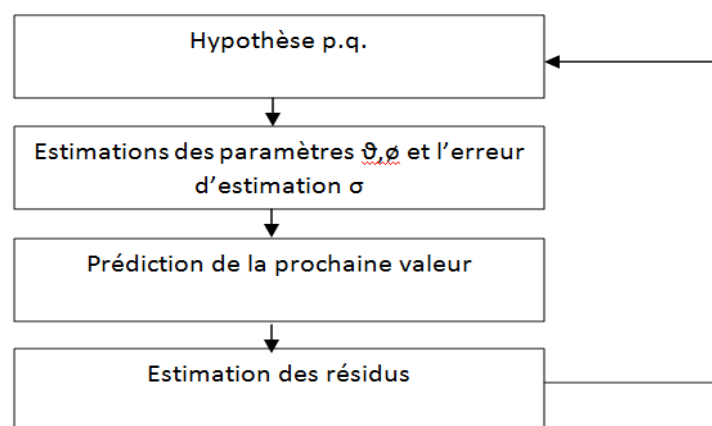 Hypothèse p.q.
Estimations des paramètres ϑ,ø et l’erreur
d’estimation σ
Prédiction de la prochaine valeur
Estimation des résidus